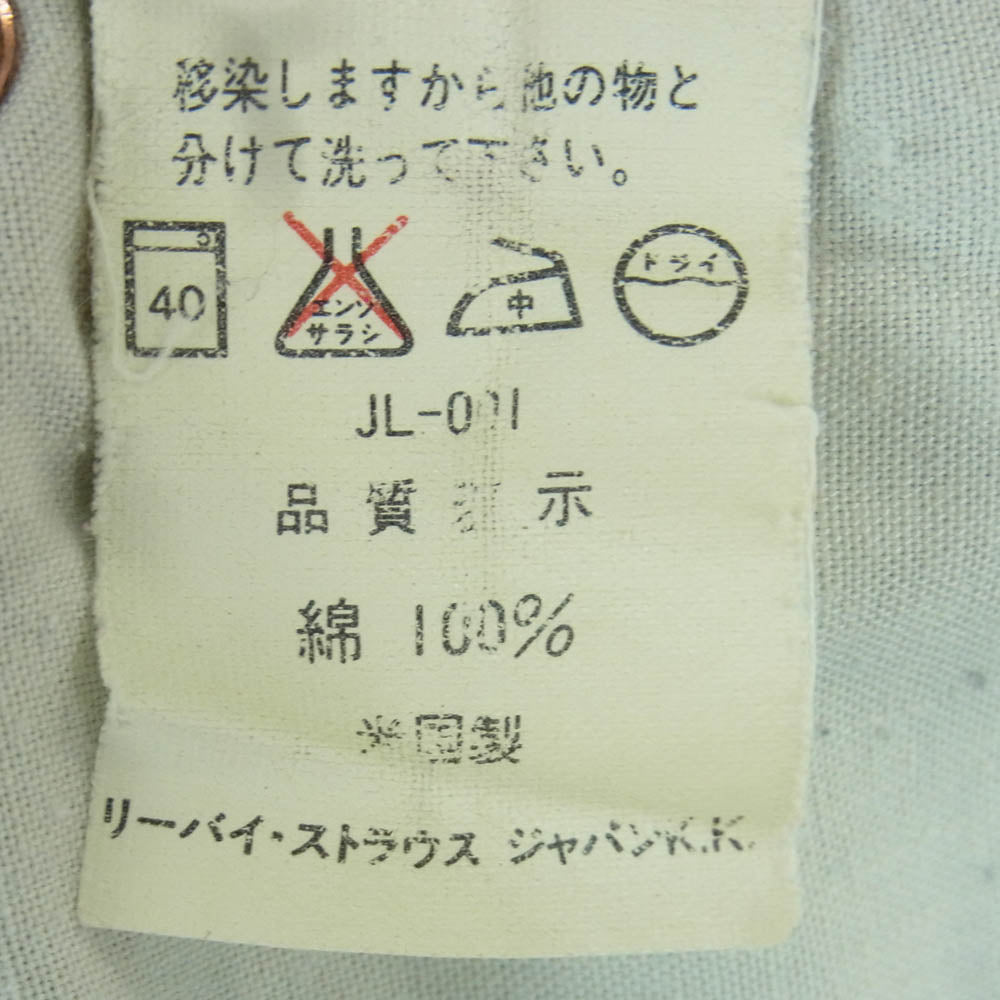 移染しますから他の物と
分けて洗って下さい。
40
エンソ
サラシ
中
ドライ
JL-001
品質表示
綿 100%
米国製
リーバイ・ストラウス ジャパンK.K.